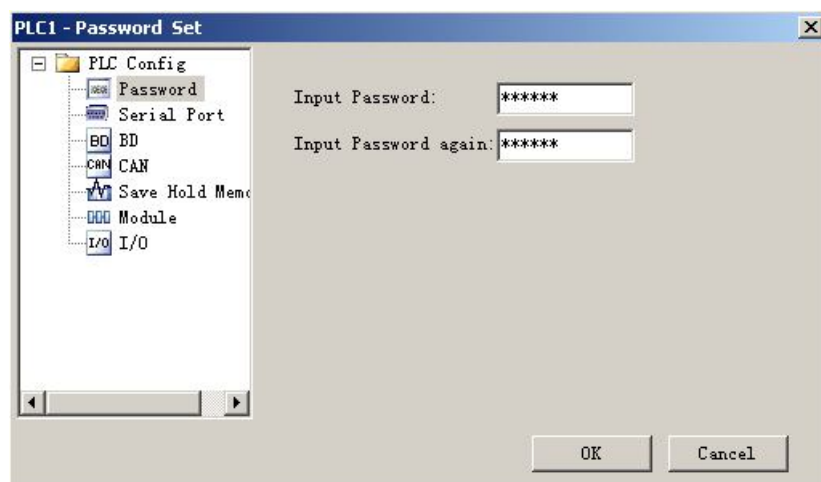 PLC1 - Password Set
PLC Config
Password
Serial Port
BD BD
CAN CAN
Save Hold Memo
Module
I/O I/O
Input Password: ******
Input Password again: ******
OK
Cancel